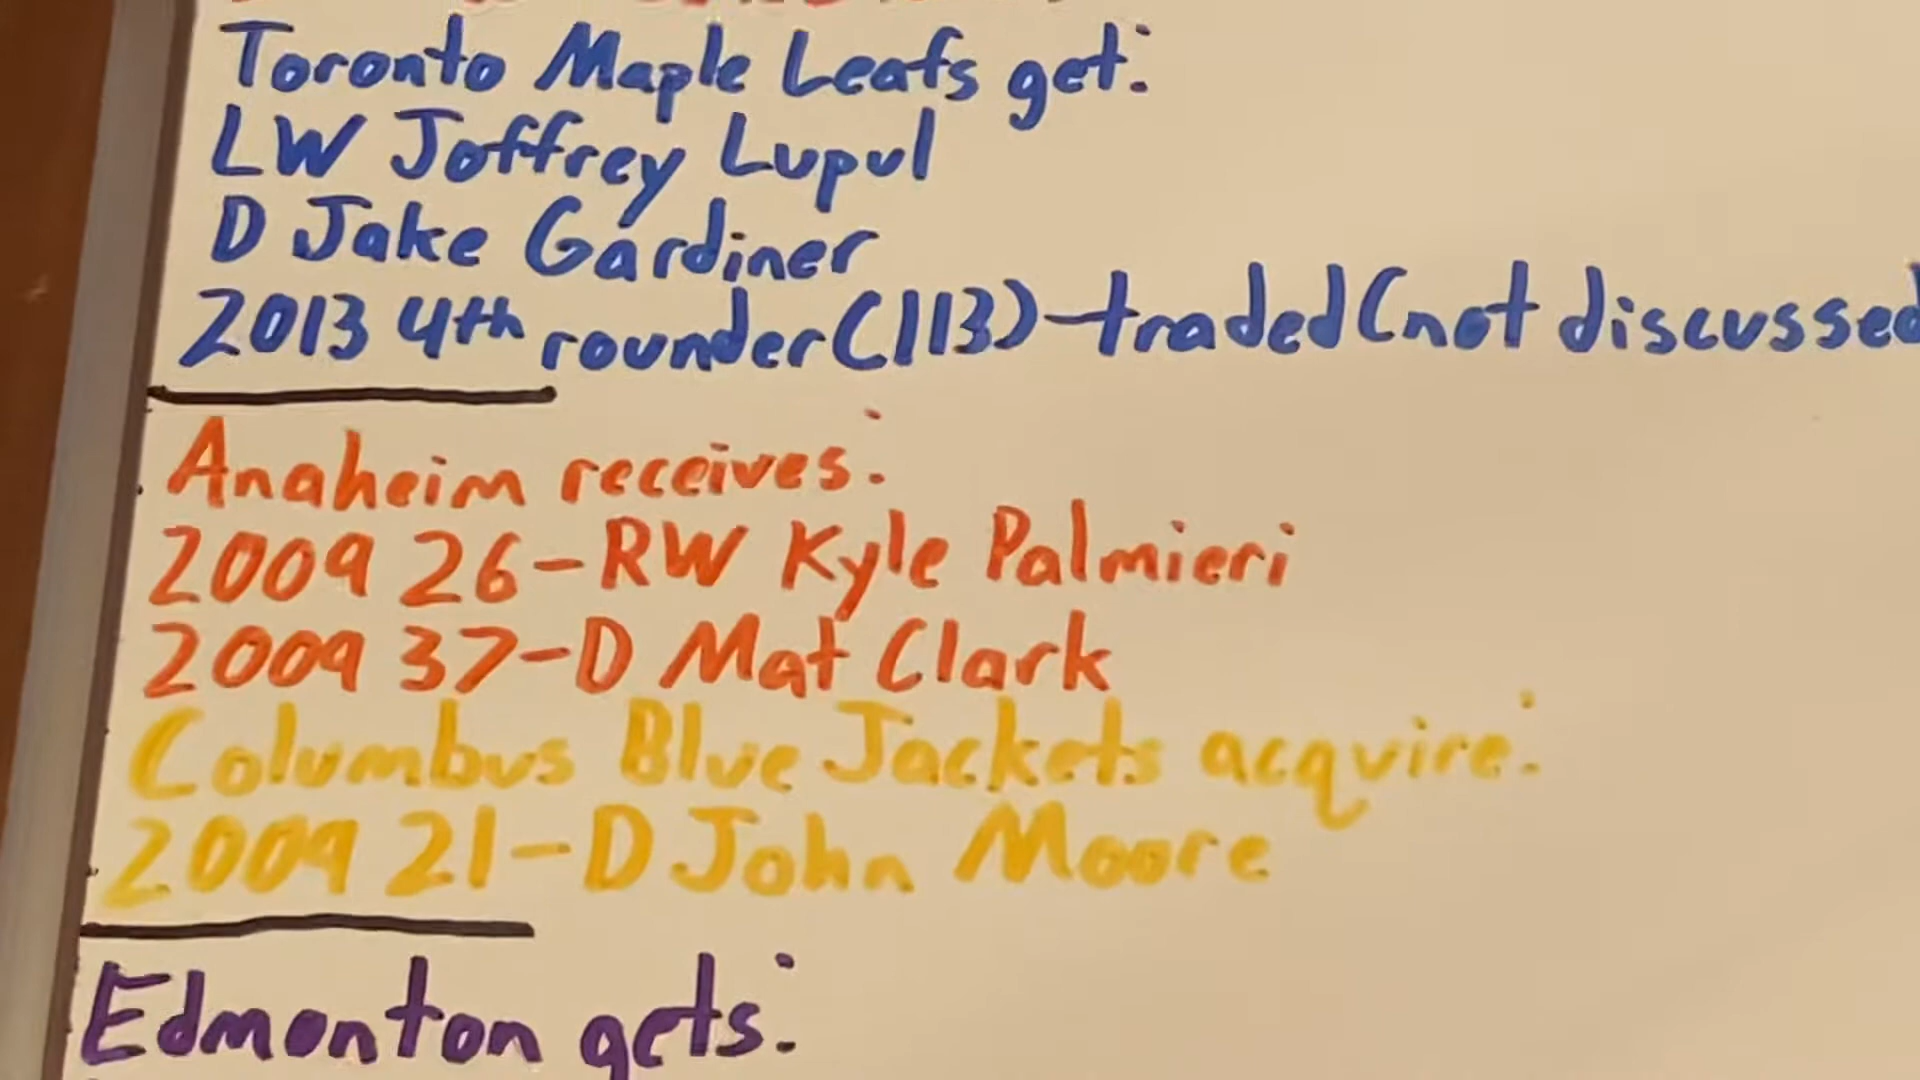 Toronto Maple Leafs get:
LW Joffrey Lupul
D Jake Gardiner
2013 4th rounder (113)-traded (not discussed
Anaheim receives:
2009 26-RW Kyle Palmieri
2009 37-D Mat Clark
Columbus Blue Jackets acquire:
2009 21-D John Moore
Edmonton gets: